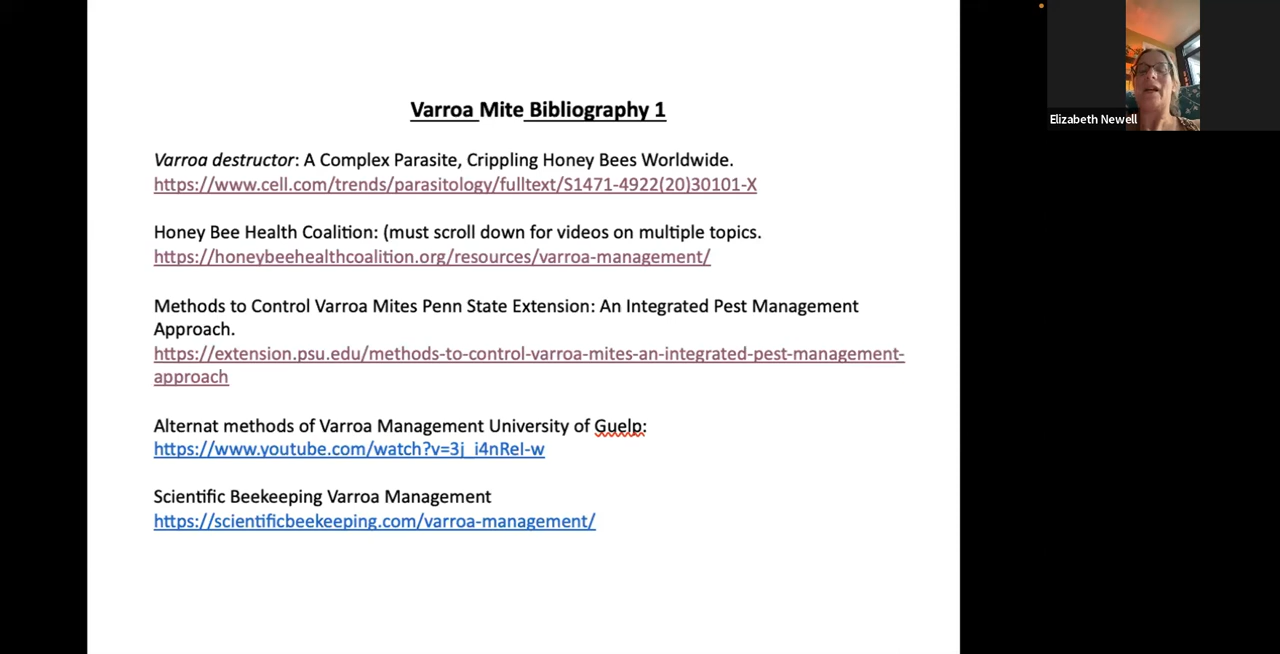 Varroa Mite Bibliography 1
Varroa destructor: A Complex Parasite, Crippling Honey Bees Worldwide.
https://www.cell.com/trends/parasitology/fulltext/S1471-4922(20)30101-X
Honey Bee Health Coalition: (must scroll down for videos on multiple topics.
https://honeybeehealthcoalition.org/resources/varroa-management/
Methods to Control Varroa Mites Penn State Extension: An Integrated Pest Management
Approach.
https://extension.psu.edu/methods-to-control-varroa-mites-an-integrated-pest-management-
approach
Alternat methods of Varroa Management University of Guelp:
https://www.youtube.com/watch?v=3j_i4nReI-w
Scientific Beekeeping Varroa Management
https://scientificbeekeeping.com/varroa-management/
Elizabeth Newell